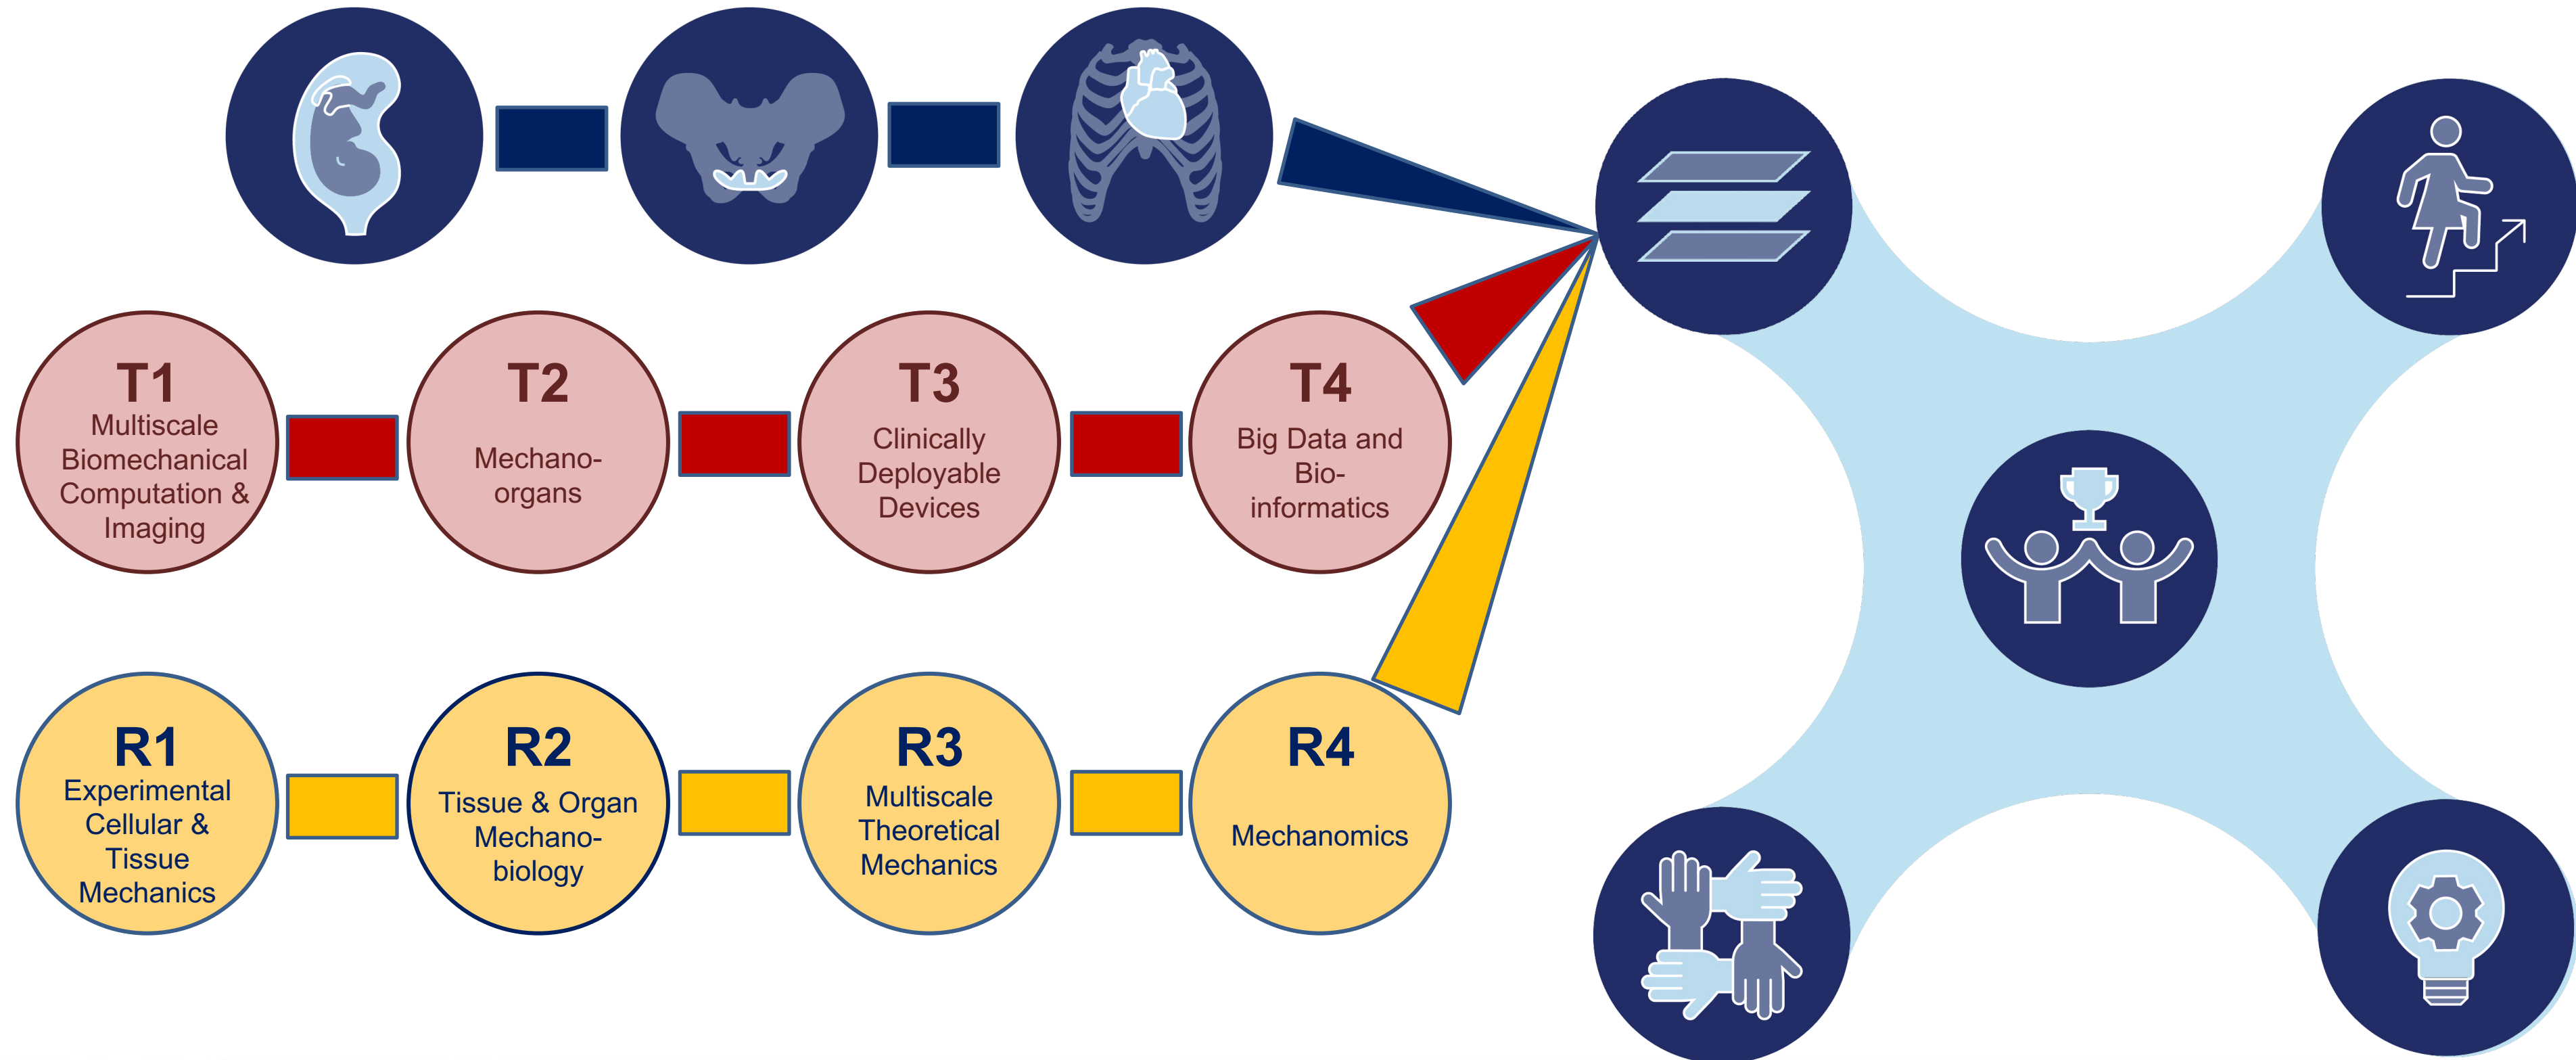 T1
Multiscale
Biomechanical
Computation &
Imaging
T2
Mechano-
organs
T3
Clinically
Deployable
Devices
T4
Big Data and
Bio-
informatics
R1
Experimental
Cellular &
Tissue
Mechanics
R2
Tissue & Organ
Mechano-
biology
R3
Multiscale
Theoretical
Mechanics
R4
Mechanomics